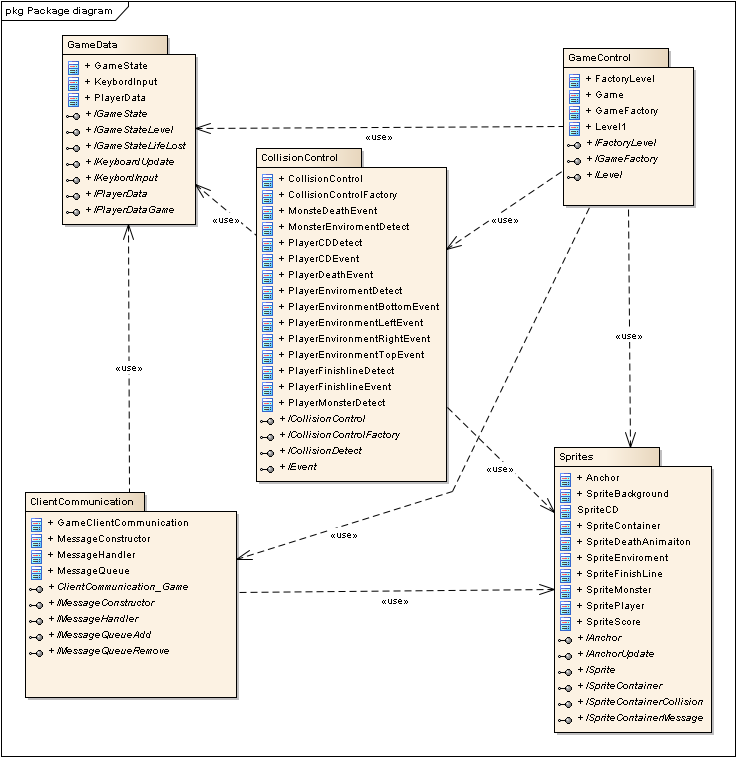 pkg Package diagram
GameData
+ GameState
+ KeybordInput
+ PlayerData
+ IGameState
+ IGameStateLevel
+ IGameStateLifeLost
+ IKeyboardUpdate
+ IKeybordInput
+ IPlayerData
+ IPlayerDataGame
GameControl
+ FactoryLevel
+ Game
+ GameFactory
+ Level1
+ IFactoryLevel
+ IGameFactory
+ ILevel
«use»
CollisionControl
+ CollisionControl
+ CollisionControlFactory
+ MonsteDeathEvent
+ MonsterEnviromentDetect
+ PlayerCDDetect
+ PlayerCDEvent
+ PlayerDeathEvent
+ PlayerEnviromentDetect
+ PlayerEnvironmentBottomEvent
+ PlayerEnvironmentLeftEvent
+ PlayerEnvironmentRightEvent
+ PlayerEnvironmentTopEvent
+ PlayerFinishlineDetect
+ PlayerFinishlineEvent
+ PlayerMonsterDetect
+ ICollisionControl
+ ICollisionControlFactory
+ ICollisionDetect
+ IEvent
«use»
«use»
«use»
«use»
«use»
«use»
«use»
ClientCommunication
+ GameClientCommunication
+ MessageConstructor
+ MessageHandler
+ MessageQueue
+ ClientCommunication_Game
+ IMessageConstructor
+ IMessageHandler
+ IMessageQueueAdd
+ IMessageQueueRemove
Sprites
+ Anchor
+ SpriteBackground
SpriteCD
+ SpriteContainer
+ SpriteDeathAnimaiton
+ SpriteEnviroment
+ SpriteFinishLine
+ SpriteMonster
+ SpritePlayer
+ SpriteScore
+ IAnchor
+ IAnchorUpdate
+ ISprite
+ ISpriteContainer
+ ISpriteContainerCollision
+ ISpriteContainerMessage